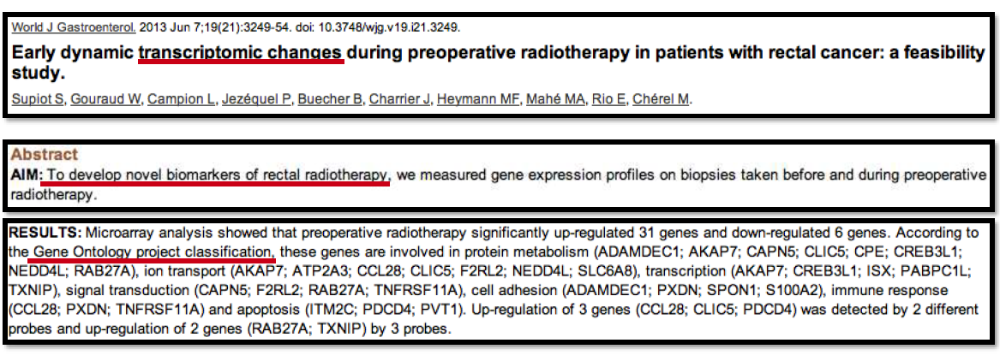 World J Gastroenterol. 2013 Jun 7;19(21):3249-54. doi: 10.3748/wjg.v19.i21.3249.
Early dynamic transcriptomic changes during preoperative radiotherapy in patients with rectal cancer: a feasibility
study.
Supiot S, Gouraud W, Campion L, Jezéquel P, Buecher B, Charrier J, Heymann MF, Mahé MA, Rio E, Chérel M.
Abstract
AIM: To develop novel biomarkers of rectal radiotherapy, we measured gene expression profiles on biopsies taken before and during preoperative
radiotherapy.
RESULTS: Microarray analysis showed that preoperative radiotherapy significantly up-regulated 31 genes and down-regulated 6 genes. According to
the Gene Ontology project classification, these genes are involved in protein metabolism (ADAMDEC1; AKAP7; CAPN5; CLIC5; CPE; CREB3L1;
NEDD4L; RAB27A), ion transport (AKAP7; ATP2A3; CCL28; CLIC5; F2RL2; NEDD4L; SLC6A8), transcription (AKAP7; CREB3L1; ISX; PABPC1L;
TXNIP), signal transduction (CAPN5; F2RL2; RAB27A; TNFRSF11A), cell adhesion (ADAMDEC1; PXDN; SPON1; S100A2), immune response
(CCL28; PXDN; TNFRSF11A) and apoptosis (ITM2C; PDCD4; PVT1). Up-regulation of 3 genes (CCL28; CLIC5; PDCD4) was detected by 2 different
probes and up-regulation of 2 genes (RAB27A; TXNIP) by 3 probes.